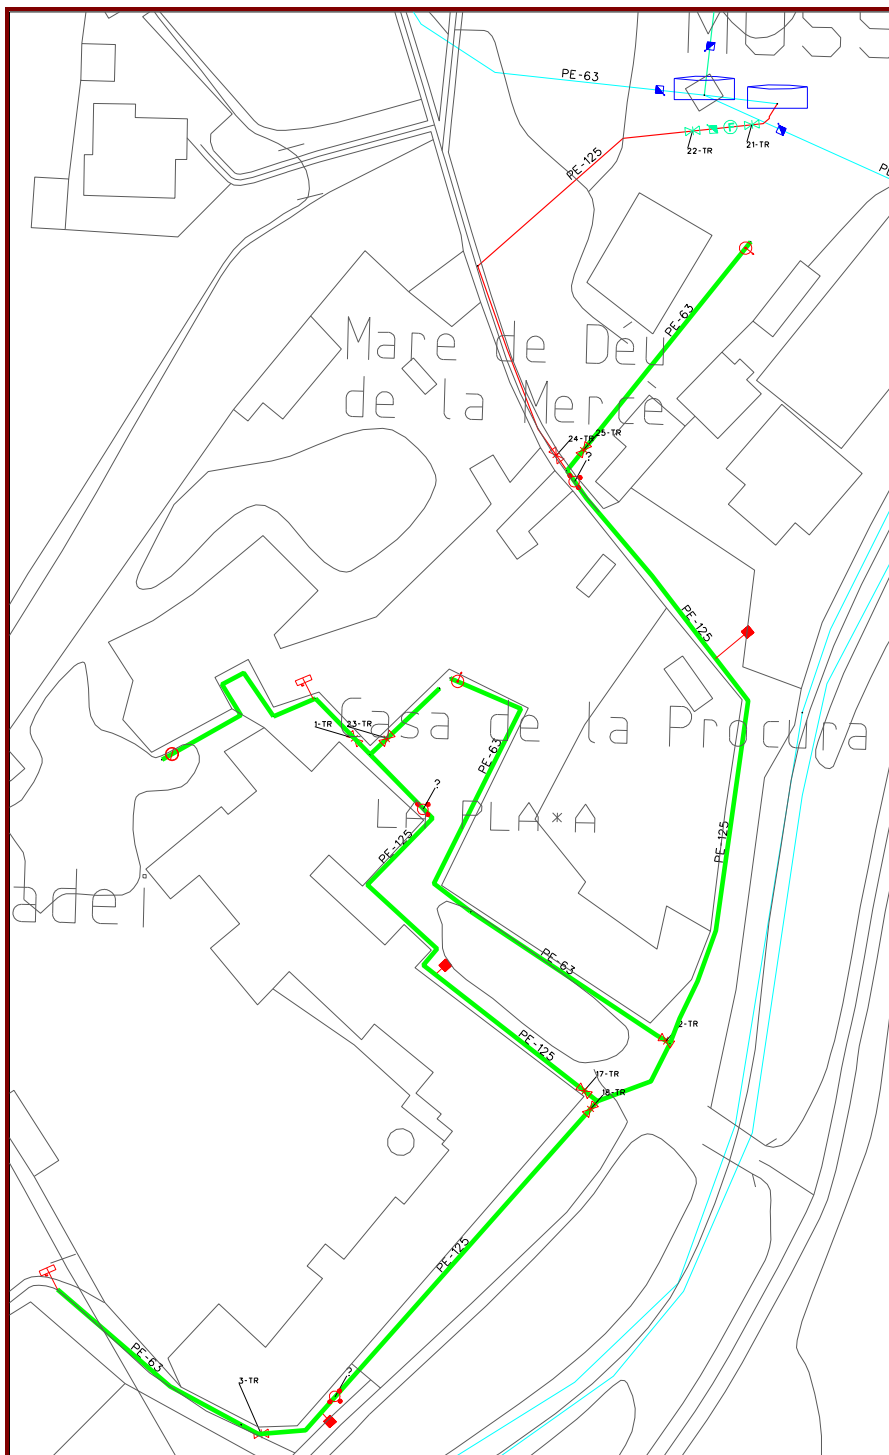 MUSS
PE-63
22-TR
21-TR
PE-125
PE-63
Mare de Déu
de la Mercè
24-TR
25-TR
?
PE-125
1-TR
23-TR
Casa de la Procura
PE-63
?
LA PLA*A
PE-125
PE-125
adei
PE-63
2-TR
PE-125
17-TR
18-TR
PE-125
PE-63
3-TR
?